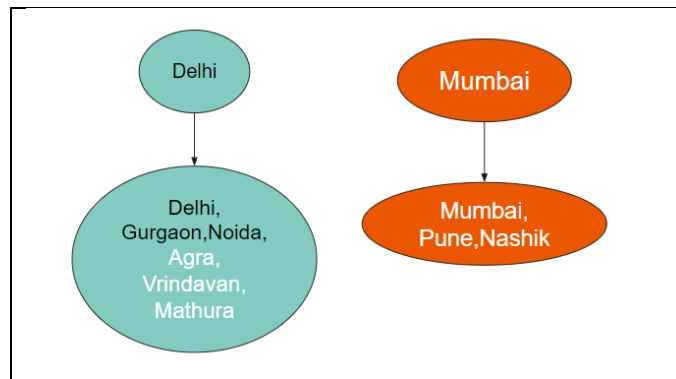 Delhi
Mumbai
Delhi,
Gurgaon,Noida,
Agra,
Vrindavan,
Mathura
Mumbai,
Pune,Nashik